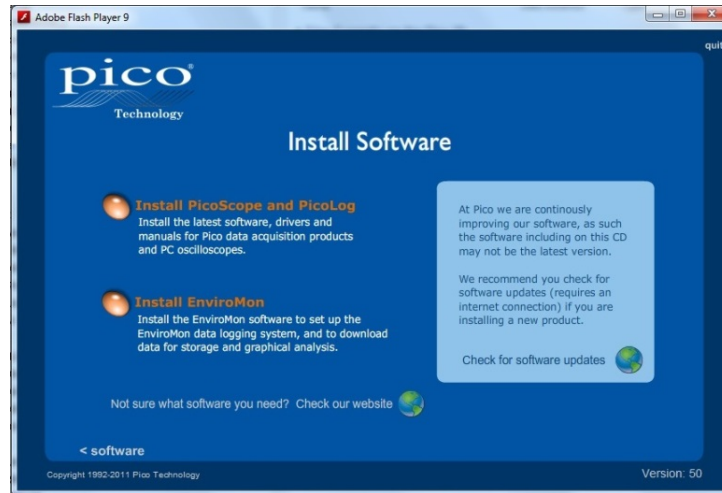 Adobe Flash Player 9
quit
pico
Technology
Install Software
Install PicoScope and PicoLog
Install the latest software, drivers and
manuals for Pico data acquisition products
and PC oscilloscopes.
Install EnviroMon
Install the EnviroMon software to set up the
EnviroMon data logging system, and to download
data for storage and graphical analysis.
Not sure what software you need? Check our website
At Pico we are continously
improving our software, as such
the software including on this CD
may not be the latest version.
We recommend you check for
software updates (requires an
internet connection) if you are
installing a new product.
Check for software updates
< software
Copyright 1992-2011 Pico Technology
Version: 50